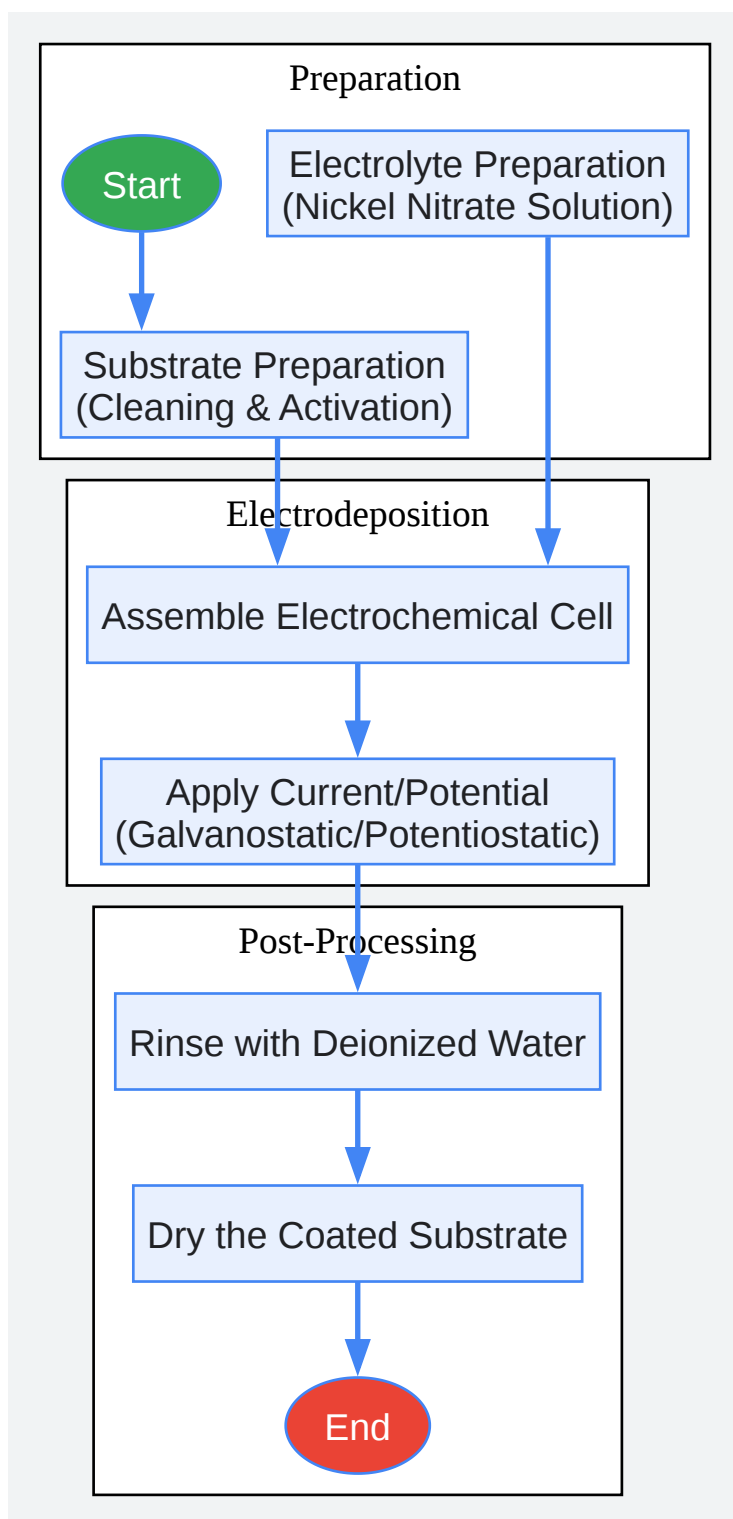 Preparation
Start
Electrolyte Preparation
(Nickel Nitrate Solution)
Substrate Preparation
(Cleaning & Activation)
Electrodeposition
Assemble Electrochemical Cell
Apply Current/Potential
(Galvanostatic/Potentiostatic)
Post-Processing
Rinse with Deionized Water
Dry the Coated Substrate
End